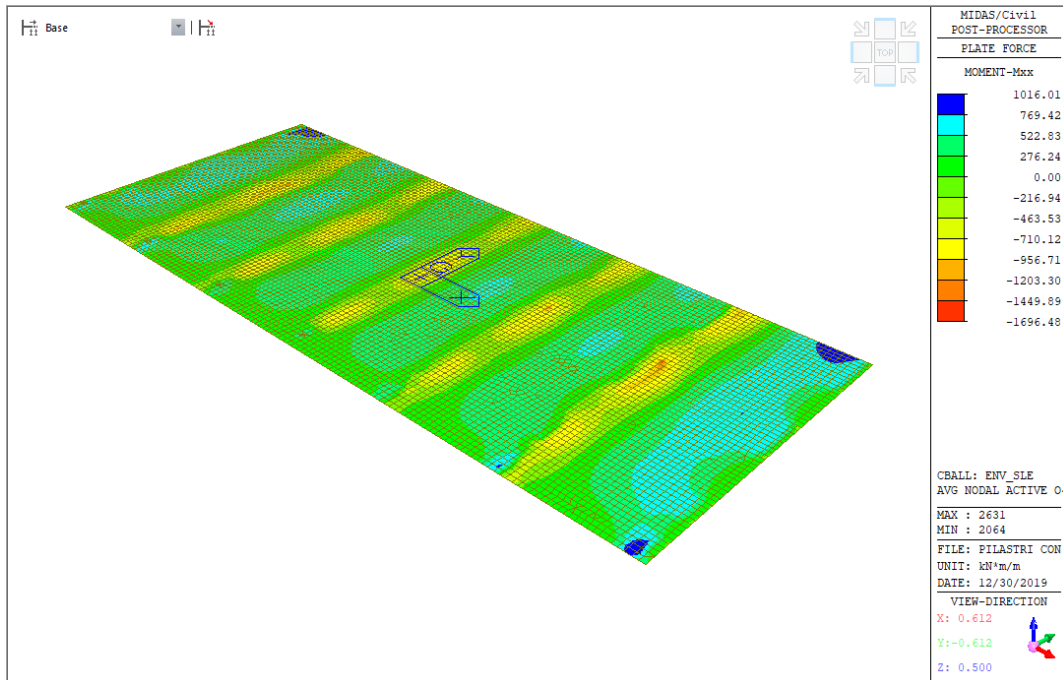 Base
TOP
MIDAS/Civil
POST-PROCESSOR
PLATE FORCE
MOMENT-Mxx
1016.01
769.42
522.83
276.24
0.00
-216.94
-463.53
-710.12
-956.71
-1203.30
-1449.89
-1696.48
CBALL: ENV_SLE
AVG NODAL ACTIVE O
MAX : 2631
MIN : 2064
FILE: PILASTRI CON
UNIT: kN*m/m
DATE: 12/30/2019
VIEW-DIRECTION
X: 0.612
Y:-0.612
Z: 0.500